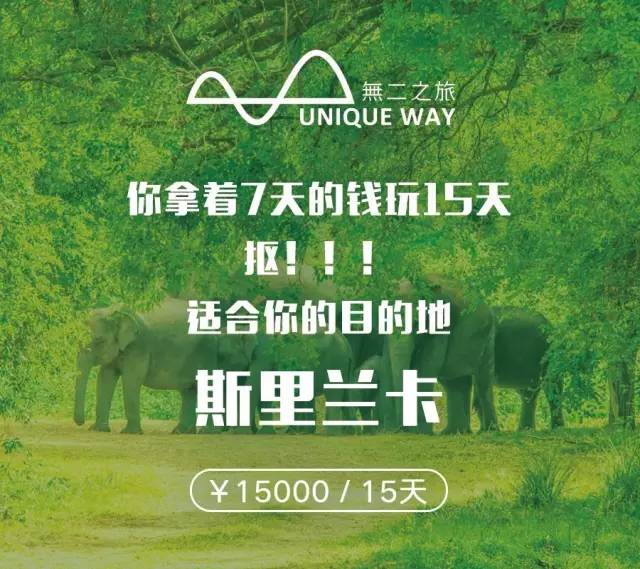 無二之旅
UNIQUE WAY
你拿着7天的钱玩15天
抠！！！
适合你的目的地
斯里兰卡
￥15000 / 15天